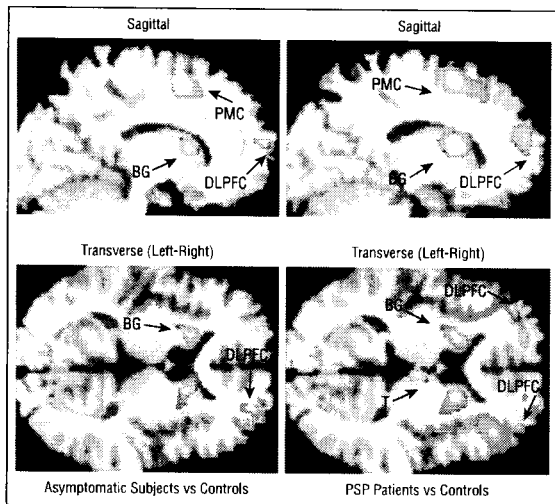 Sagittal
Sagittal
PMC
BG
DLPFC
PMC
BG
DLPFC
Transverse (Left-Right)
Transverse (Left-Right)
BG
DLPFC
DLPFC
BG
DLPFC
T
Asymptomatic Subjects vs Controls
PSP Patients vs Controls